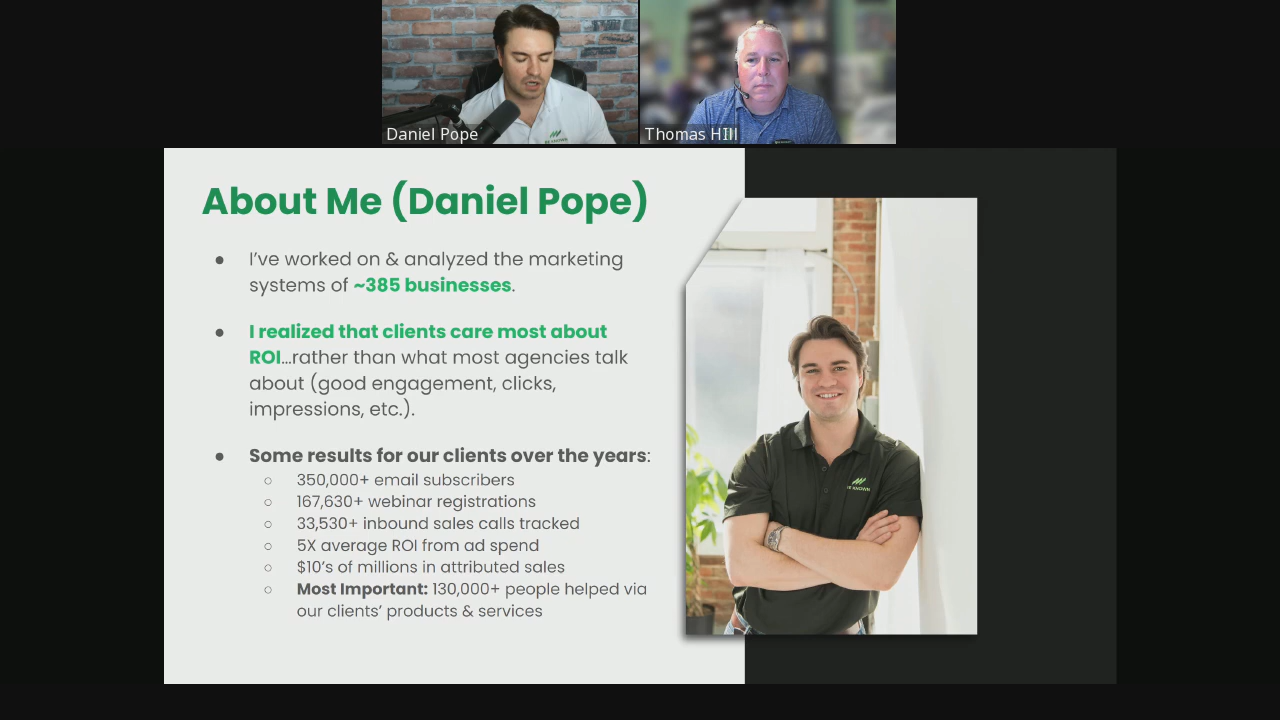 Daniel Pope
Thomas HIll
About Me (Daniel Pope)
● I’ve worked on & analyzed the marketing
systems of ~385 businesses.
● I realized that clients care most about
ROI...rather than what most agencies talk
about (good engagement, clicks,
impressions, etc.).
● Some results for our clients over the years:
○ 350,000+ email subscribers
○ 167,630+ webinar registrations
○ 33,530+ inbound sales calls tracked
○ 5X average ROI from ad spend
○ $10’s of millions in attributed sales
○ Most Important: 130,000+ people helped via
our clients’ products & services
KNOWN